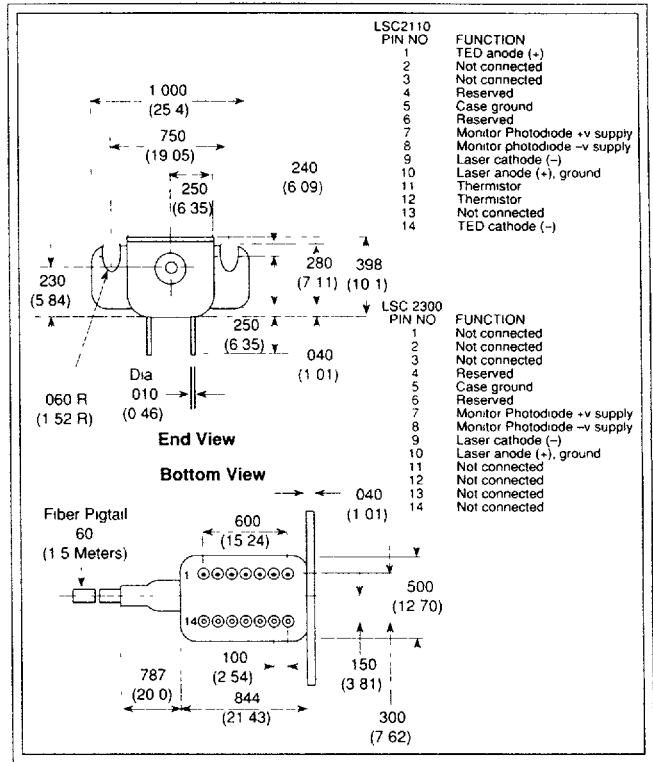 LSC2110
PIN NO FUNCTION
1 TED anode (+)
2 Not connected
3 Not connected
4 Reserved
5 Case ground
6 Reserved
7 Monitor Photodiode +v supply
8 Monitor photodiode –v supply
9 Laser cathode (–)
10 Laser anode (+), ground
11 Thermistor
12 Thermistor
13 Not connected
14 TED cathode (–)
1 000
(25 4)
750
(19 05)
250
(6 35)
240
(6 09)
280
(7 11)
398
(10 1)
230
(5 84)
250
(6 35)
040
(1 01)
060 R
(1 52 R)
Dia
010
(0 46)
End View
LSC 2300
PIN NO FUNCTION
1 Not connected
2 Not connected
3 Not connected
4 Reserved
5 Case ground
6 Reserved
7 Monitor Photodiode +v supply
8 Monitor Photodiode –v supply
9 Laser cathode (–)
10 Laser anode (+), ground
11 Not connected
12 Not connected
13 Not connected
14 Not connected
Bottom View
Fiber Pigtail
60
(1 5 Meters)
600
(15 24)
040
(1 01)
1
14
500
(12 70)
100
(2 54)
150
(3 81)
787
(20 0)
844
(21 43)
300
(7 62)